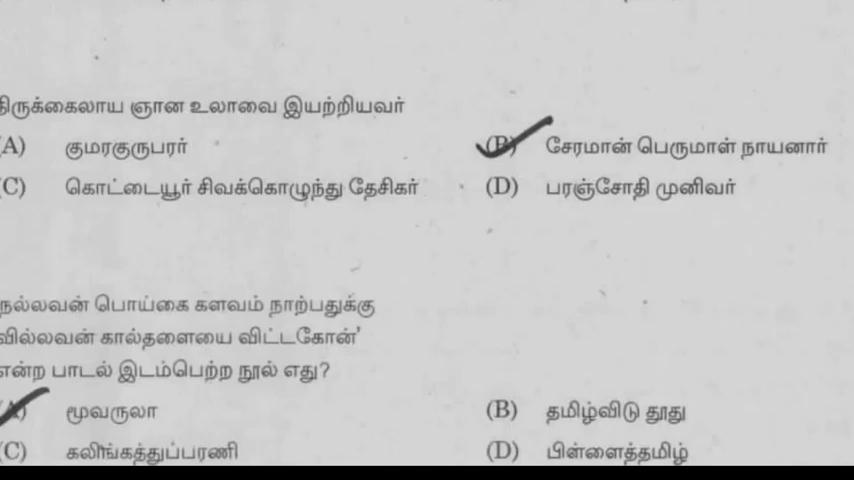 திருக்கைலாய ஞான உலாவை இயற்றியவர்
(A) குமரகுருபரர் (B) சேரமான் பெருமாள் நாயனார்
(C) கொட்டையூர் சிவக்கொழுந்து தேசிகர் (D) பரஞ்சோதி முனிவர்
நல்லவன் பொய்கை களவம் நாற்பதுக்கு
வில்லவன் கால்தளையை விட்டகோன்'
என்ற பாடல் இடம்பெற்ற நூல் எது?
(A) மூவருலா (B) தமிழ்விடு தூது
(C) கலிங்கத்துப்பரணி (D) பிள்ளைத்தமிழ்